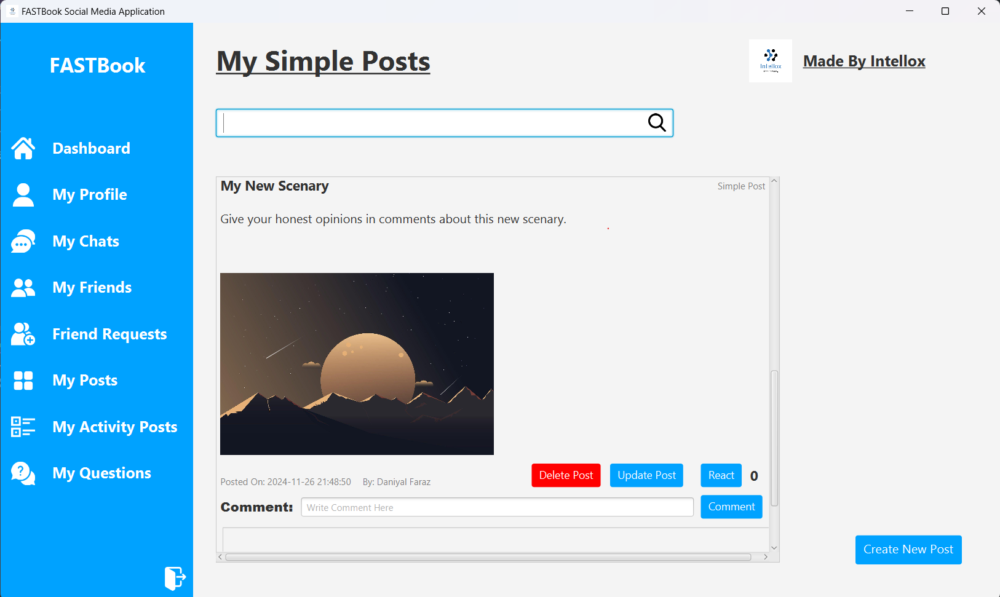 FASTBook Social Media Application
FASTBook
Dashboard
My Profile
My Chats
My Friends
Friend Requests
My Posts
My Activity Posts
My Questions
My Simple Posts
Intellox
Made By Intellox
My New Scenary
Simple Post
Give your honest opinions in comments about this new scenary.
Posted On: 2024-11-26 21:48:50 By: Daniyal Faraz
Delete Post
Update Post
React
0
Comment:
Write Comment Here
Comment
Create New Post